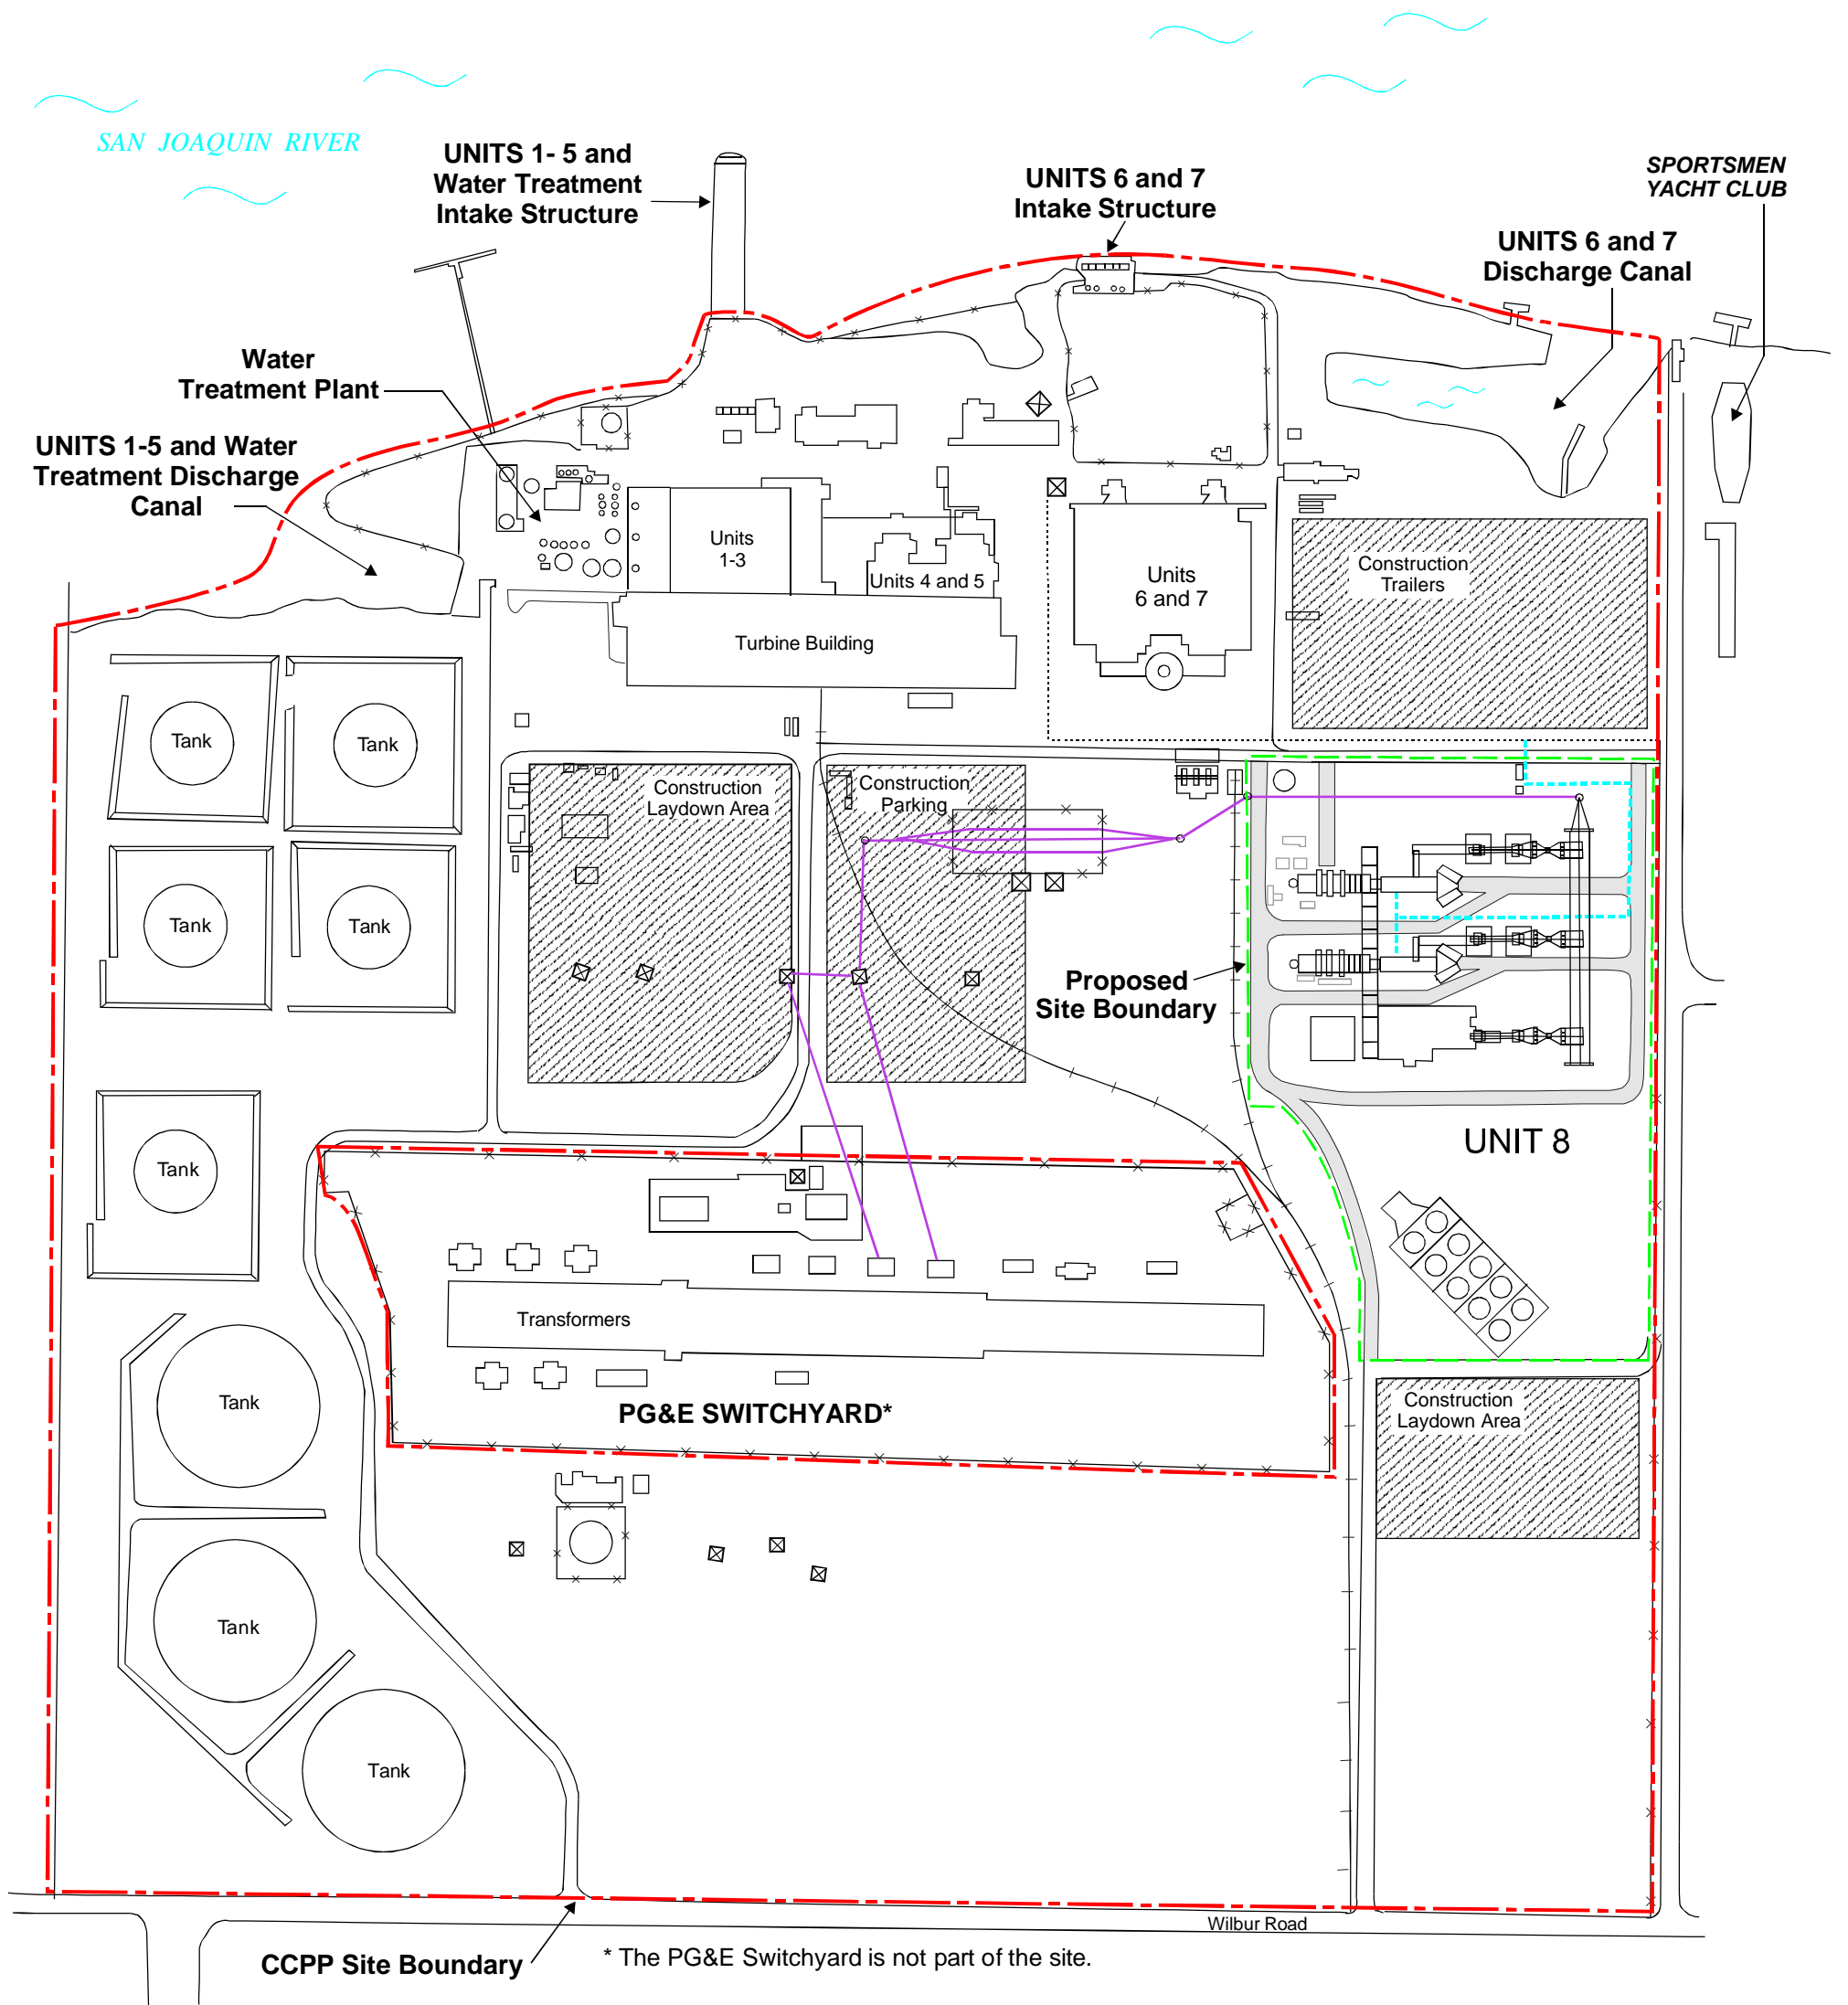 SAN JOAQUIN RIVER
UNITS 1- 5 and
Water Treatment
Intake Structure
UNITS 6 and 7
Intake Structure
SPORTSMEN
YACHT CLUB
UNITS 6 and 7
Discharge Canal
Water
Treatment Plant
UNITS 1-5 and Water
Treatment Discharge
Canal
Units
1-3
Units 4 and 5
Units
6 and 7
Construction
Trailers
Turbine Building
Tank
Tank
Construction
Laydown Area
Construction
Parking
Tank
Tank
Proposed
Site Boundary
UNIT 8
Tank
Transformers
Tank
PG&E SWITCHYARD*
Construction
Laydown Area
Tank
Tank
Wilbur Road
CCPP Site Boundary
* The PG&E Switchyard is not part of the site.